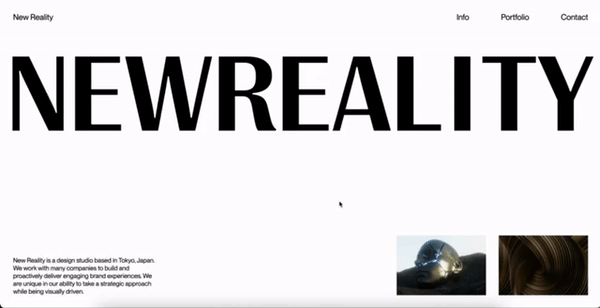 New Reality
Info
Portfolio
Contact
NEWREALITY
New Reality is a design studio based in Tokyo, Japan.
We work with many companies to build and
proactively deliver engaging brand experiences. We
are unique in our ability to take a strategic approach
while being visually driven.